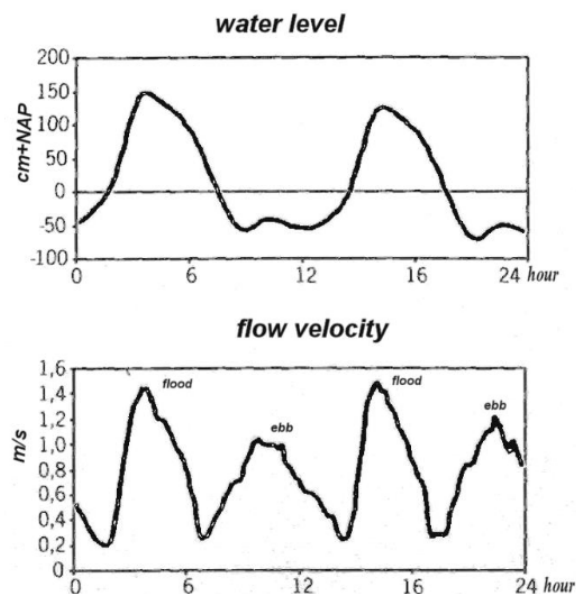 water level
cm+NAP
200
150
100
50
0
-50
-100
0 6 12 16 24 hour
flow velocity
m/s
1,6
1,4
1,2
1,0
0,8
0,6
0,4
0,2
0
flood
ebb
flood
ebb
0 6 12 16 24 hour